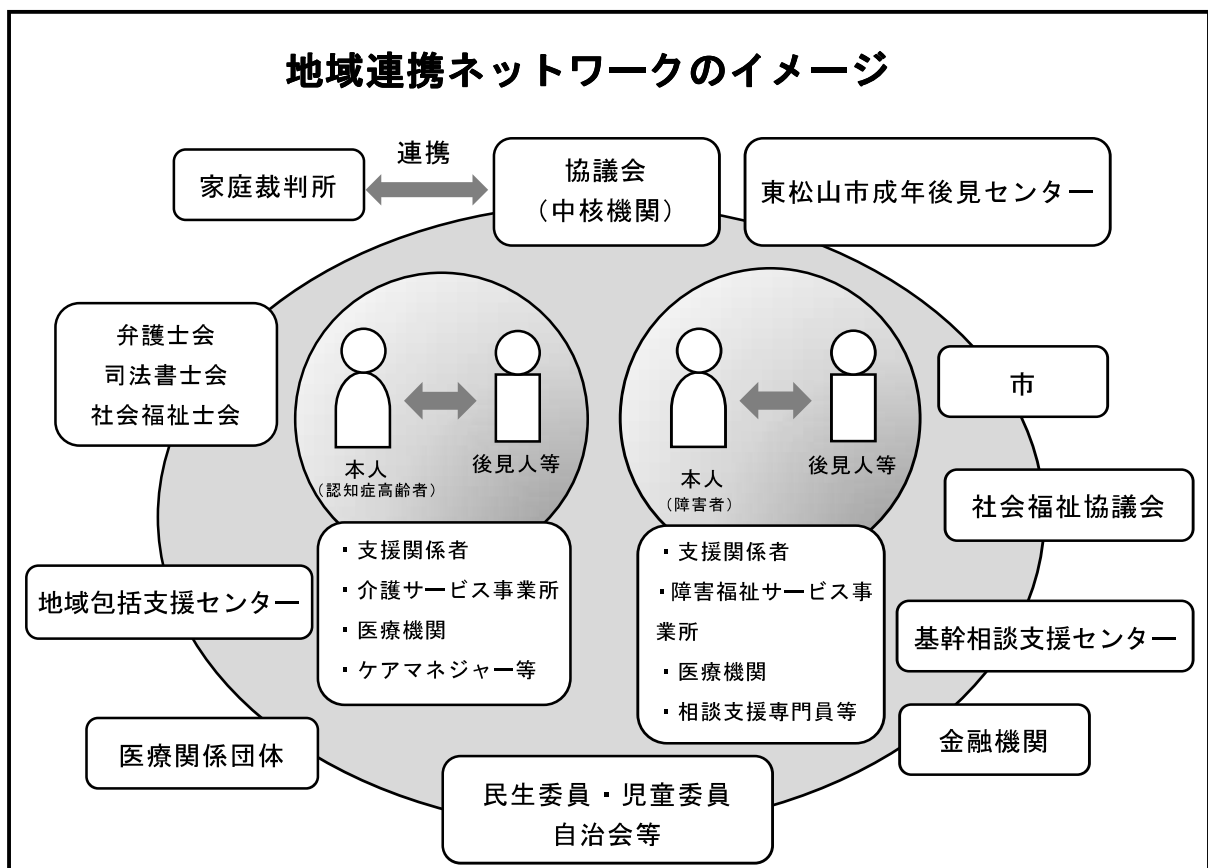 地域連携ネットワークのイメージ
連携
家庭裁判所
協議会
（中核機関）
東松山市成年後見センター
弁護士会
司法書士会
社会福祉士会
市
本人
（認知症高齢者）
後見人等
本人
（障害者）
後見人等
社会福祉協議会
・支援関係者
・介護サービス事業所
・医療機関
・ケアマネジャー等
・支援関係者
・障害福祉サービス事
業所
・医療機関
・相談支援専門員等
地域包括支援センター
基幹相談支援センター
医療関係団体
金融機関
民生委員・児童委員
自治会等